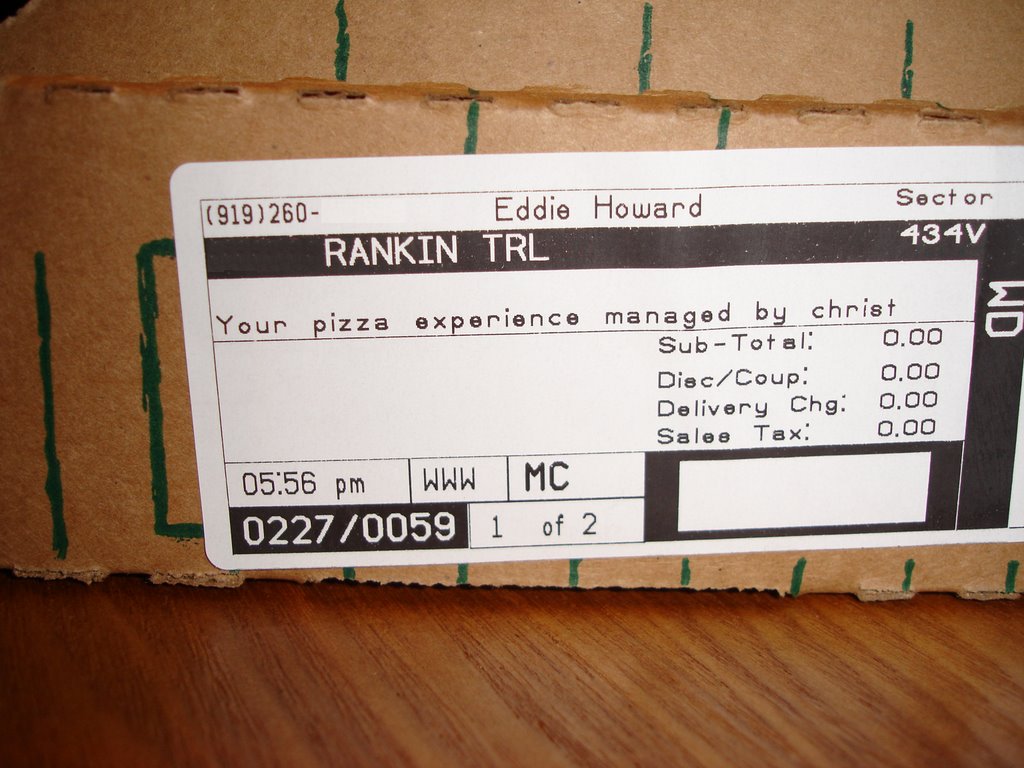 (919)260- Eddie Howard Sector
RANKIN TRL 434V
Your pizza experience managed by christ
Sub-Total: 0.00
Disc/Coup: 0.00
Delivery Chg: 0.00
Sales Tax: 0.00
05:56 pm WWW MC
0227/0059 1 of 2